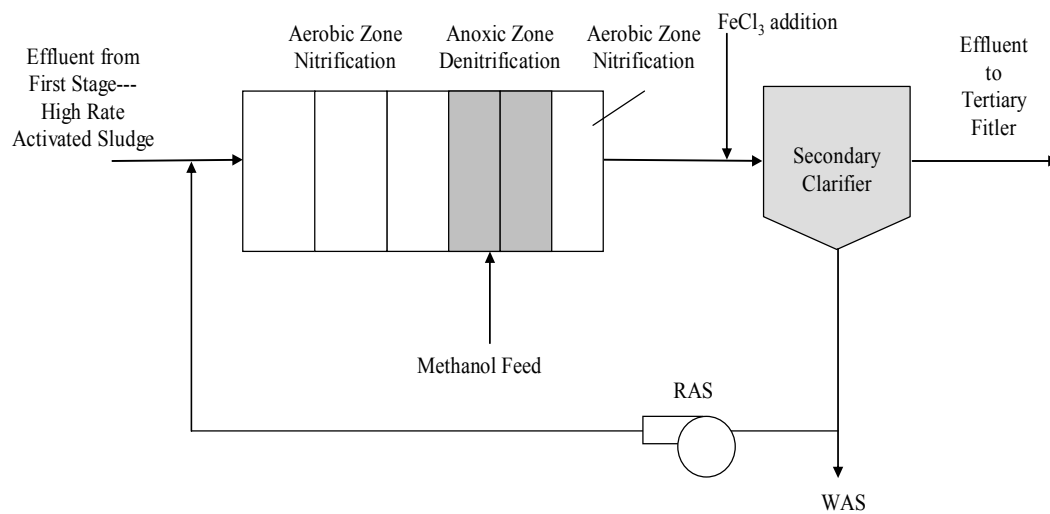 Effluent from
First Stage---
High Rate
Activated Sludge
Aerobic Zone
Nitrification
Anoxic Zone
Denitrification
Aerobic Zone
Nitrification
FeCl3 addition
Effluent
to
Tertiary
Fitler
Secondary
Clarifier
Methanol Feed
RAS
WAS